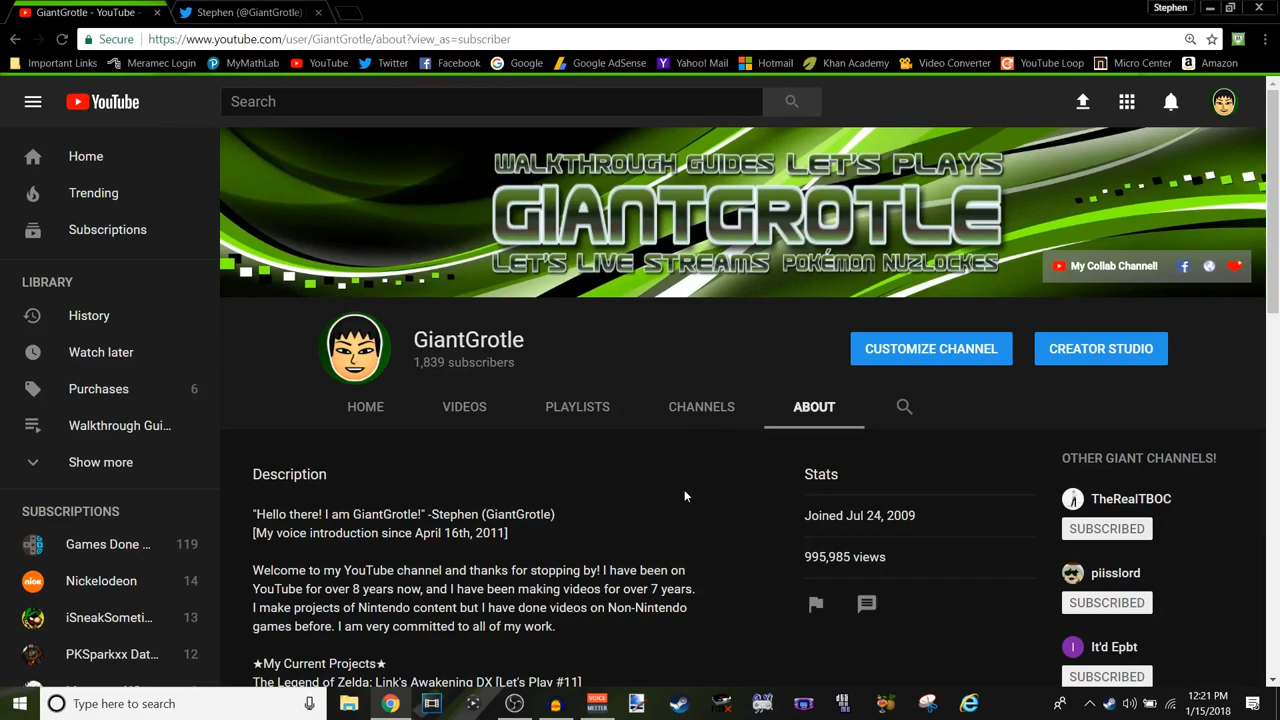 GiantGrotle - YouTube -
Stephen (@GiantGrotle)
Stephen
Secure
https://www.youtube.com/user/GiantGrotle/about?view_as=subscriber
Important Links
Meramec Login
MyMathLab
YouTube
Twitter
Facebook
Google
Google AdSense
Yahoo! Mail
Hotmail
Khan Academy
Video Converter
YouTube Loop
Micro Center
Amazon
YouTube
Search
Home
Trending
Subscriptions
LIBRARY
History
Watch later
Purchases 6
Walkthrough Gui...
Show more
SUBSCRIPTIONS
Games Done ... 119
Nickelodeon 14
iSneakSometi... 13
PKSparkxx Dat... 12
WALKTHROUGH GUIDES LET'S PLAYS
GIANTGROTLE
LET'S LIVE STREAMS POKÉMON NUZLOCKES
My Collab Channel!
GiantGrotle
1,839 subscribers
CUSTOMIZE CHANNEL
CREATOR STUDIO
HOME
VIDEOS
PLAYLISTS
CHANNELS
ABOUT
Description
"Hello there! I am GiantGrotle!" -Stephen (GiantGrotle)
[My voice introduction since April 16th, 2011]
Welcome to my YouTube channel and thanks for stopping by! I have been on
YouTube for over 8 years now, and I have been making videos for over 7 years.
I make projects of Nintendo content but I have done videos on Non-Nintendo
games before. I am very committed to all of my work.
★My Current Projects★
The Legend of Zelda: Link's Awakening DX [Let's Play #11]
Stats
Joined Jul 24, 2009
995,985 views
OTHER GIANT CHANNELS!
TheRealTBOC
SUBSCRIBED
piisslord
SUBSCRIBED
It'd Epbt
SUBSCRIBED
Type here to search
VOICE
MEETER
12:21 PM
1/15/2018